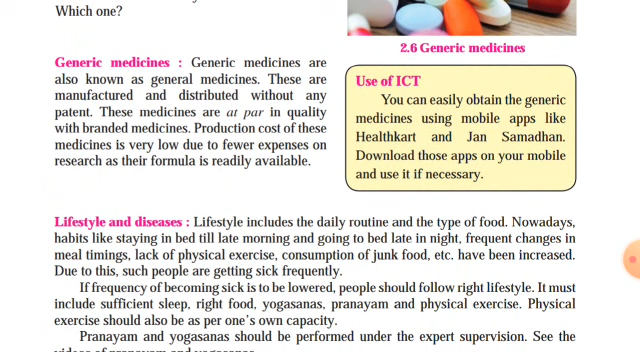 Which one?
2.6 Generic medicines
Generic medicines : Generic medicines are
also known as general medicines. These are
manufactured and distributed without any
patent. These medicines are at par in quality
with branded medicines. Production cost of these
medicines is very low due to fewer expenses on
research as their formula is readily available.
Use of ICT
You can easily obtain the generic
medicines using mobile apps like
Healthkart and Jan Samadhan.
Download those apps on your mobile
and use it if necessary.
Lifestyle and diseases : Lifestyle includes the daily routine and the type of food. Nowadays,
habits like staying in bed till late morning and going to bed late in night, frequent changes in
meal timings, lack of physical exercise, consumption of junk food, etc. have been increased.
Due to this, such people are getting sick frequently.
If frequency of becoming sick is to be lowered, people should follow right lifestyle. It must
include sufficient sleep, right food, yogasanas, pranayam and physical exercise. Physical
exercise should also be as per one's own capacity.
Pranayam and yogasanas should be performed under the expert supervision. See the
videos of pranayam and yogasanas.